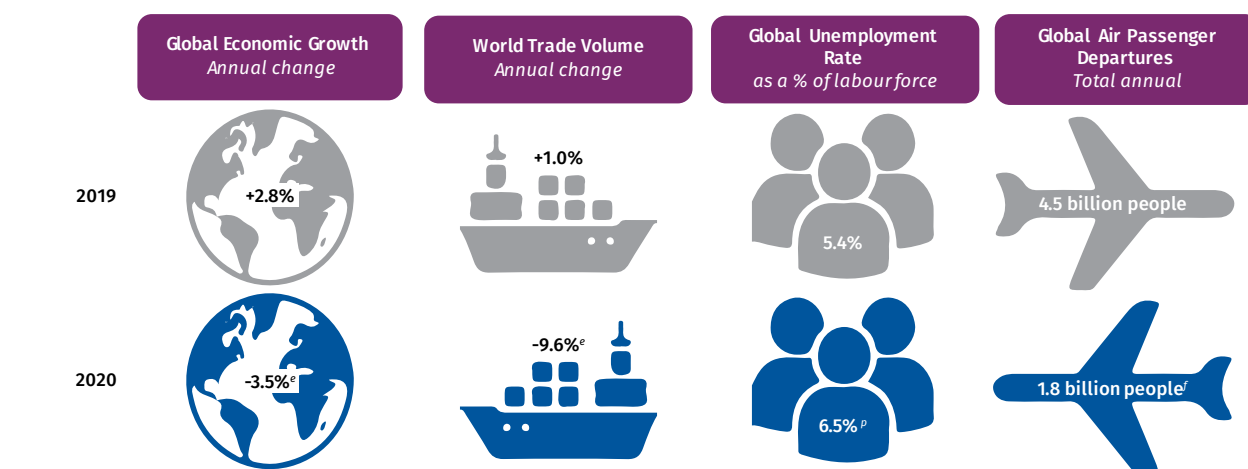 Global Economic Growth
Annual change
World Trade Volume
Annual change
Global Unemployment
Rate
as a % of labour force
Global Air Passenger
Departures
Total annual
2019
+2.8%
+1.0%
5.4%
4.5 billion people
2020
-3.5%e
-9.6%e
6.5% p
1.8 billion peoplef